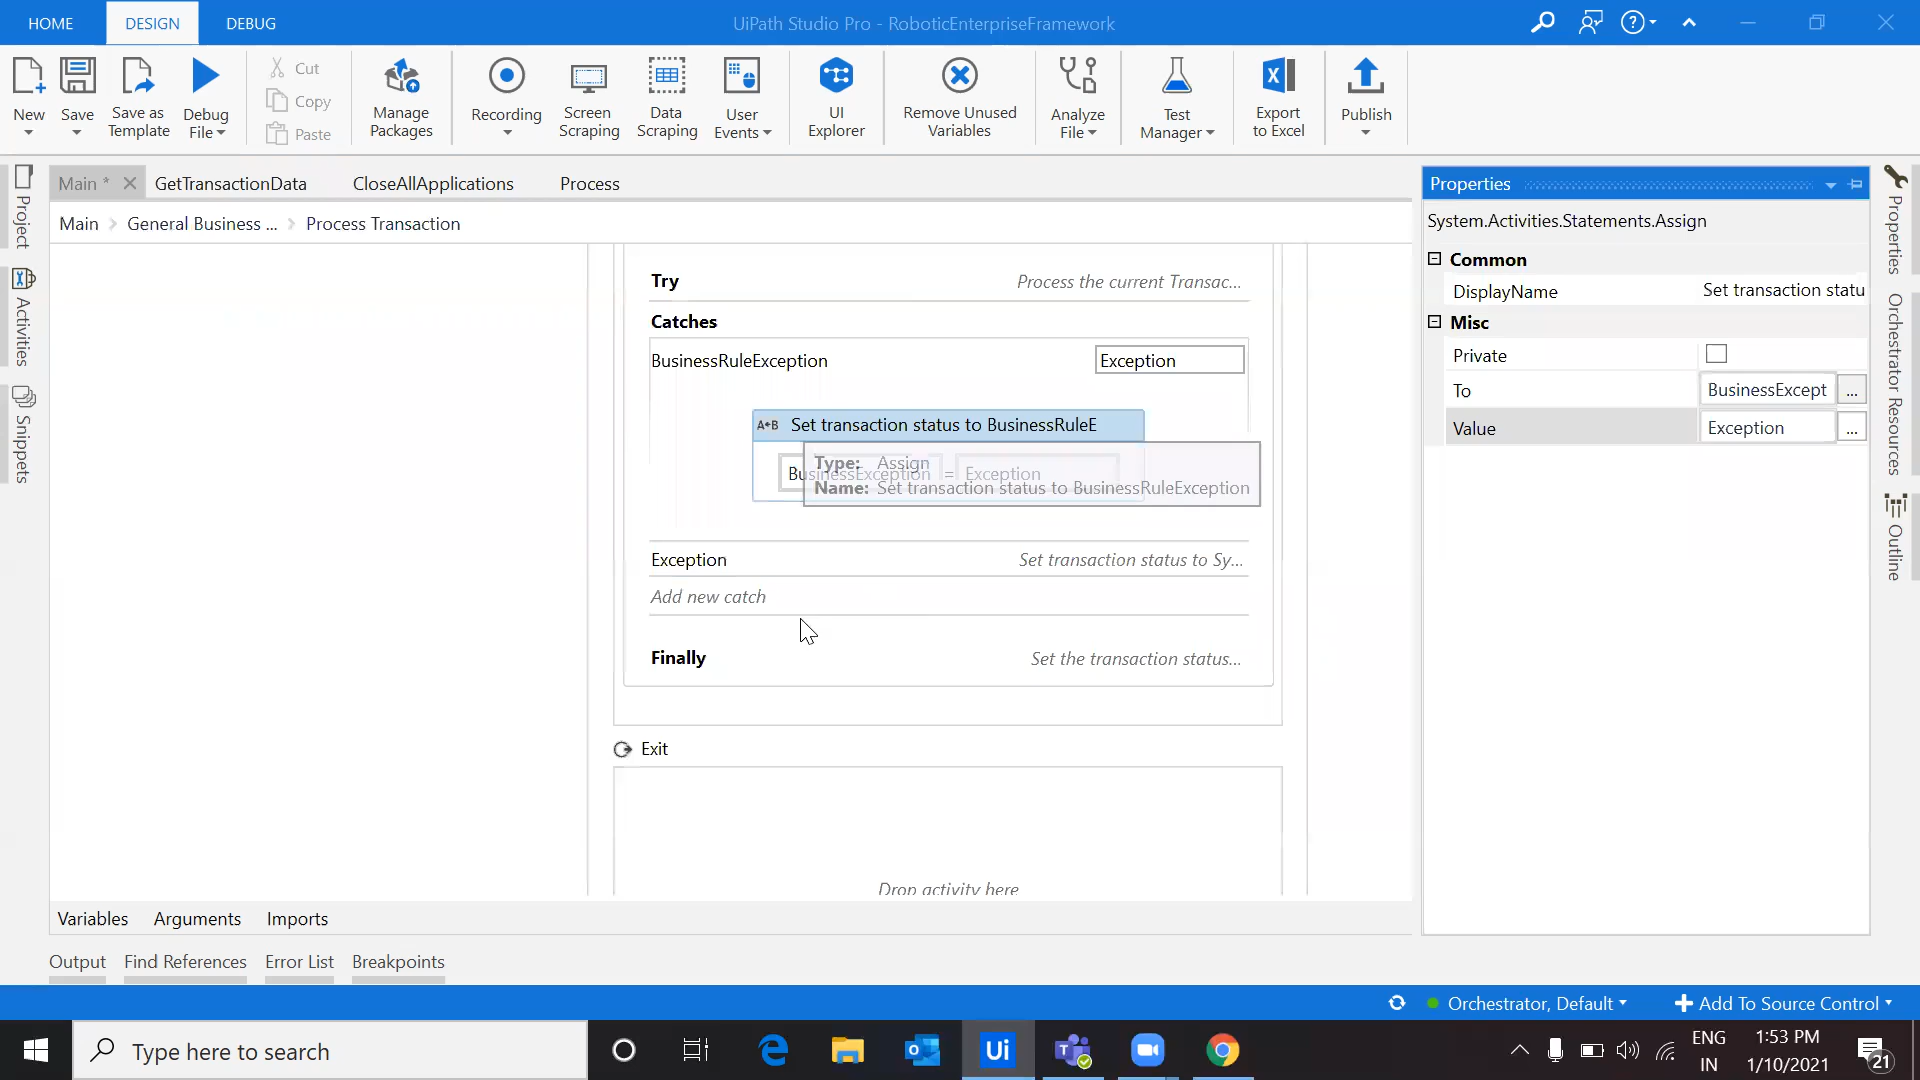 HOME
DESIGN
DEBUG
UiPath Studio Pro - RoboticEnterpriseFramework
New
Save
Save as
Template
Debug
File
Cut
Copy
Paste
Manage
Packages
Recording
Screen
Scraping
Data
Scraping
User
Events
UI
Explorer
Remove Unused
Variables
Analyze
File
Test
Manager
Export
to Excel
Publish
Main *
GetTransactionData
CloseAllApplications
Process
Main
General Business ...
Process Transaction
Project
Activities
Snippets
Try
Process the current Transac...
Catches
BusinessRuleException
Exception
A+B
Set transaction status to BusinessRuleE
BusinessException
=
Exception
Type: Assign
Name: Set transaction status to BusinessRuleException
Exception
Set transaction status to Sy...
Add new catch
Finally
Set the transaction status...
Exit
Drop activity here
Properties
System.Activities.Statements.Assign
Common
DisplayName
Set transaction statu
Misc
Private
To
BusinessExcept
...
Value
Exception
...
Properties
Orchestrator Resources
Outline
Variables
Arguments
Imports
Output
Find References
Error List
Breakpoints
Orchestrator, Default
Add To Source Control
Type here to search
Ui
ENG
IN
1:53 PM
1/10/2021
21